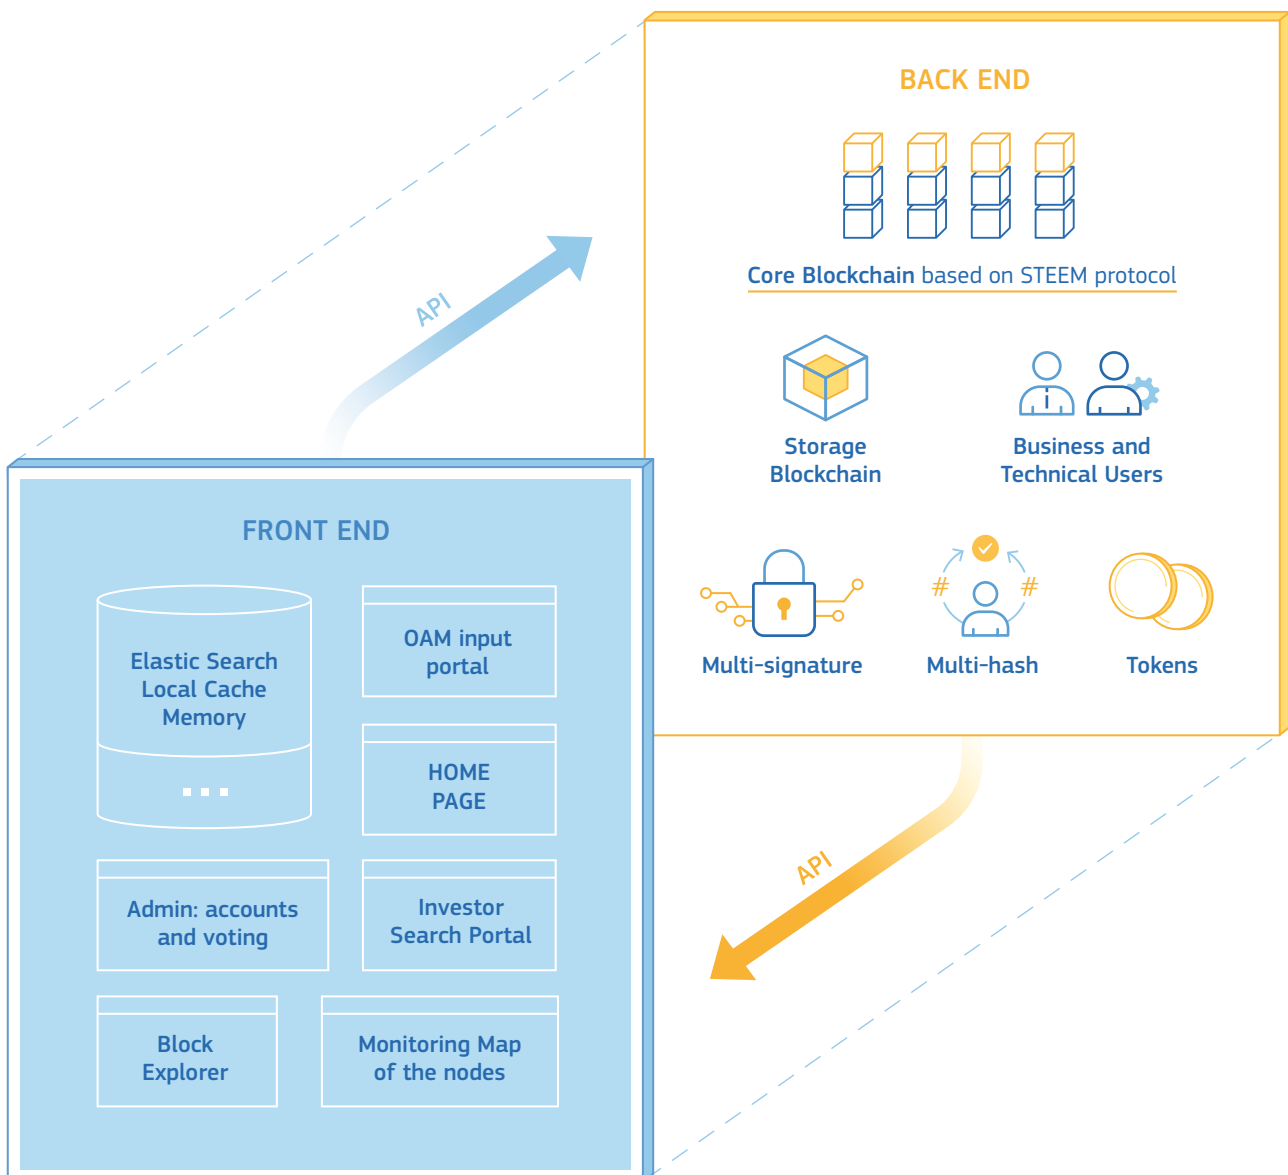 BACK END
Core Blockchain based on STEEM protocol
API
Storage
Blockchain
Business and
Technical Users
# #
Multi-signature
Multi-hash
Tokens
FRONT END
Elastic Search
Local Cache
Memory
OAM input
portal
HOME
PAGE
Admin: accounts
and voting
Investor
Search Portal
Block
Explorer
Monitoring Map
of the nodes
API